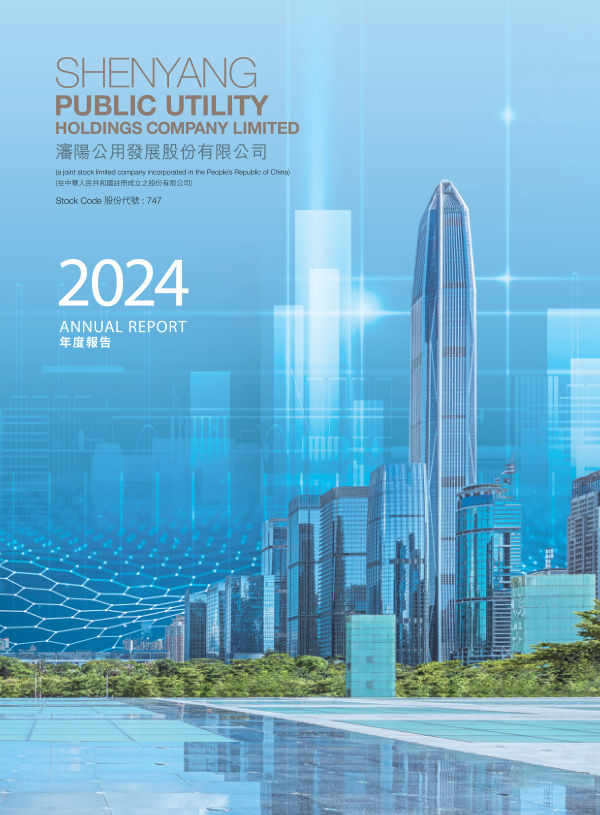 SHENYANG
PUBLIC UTILITY
HOLDINGS COMPANY LIMITED
瀋陽公用發展股份有限公司
(a joint stock limited company incorporated in the People's Republic of China)
(在中華人民共和國註冊成立之股份有限公司)
Stock Code 股份代號 : 747
2024
ANNUAL REPORT
年度報告